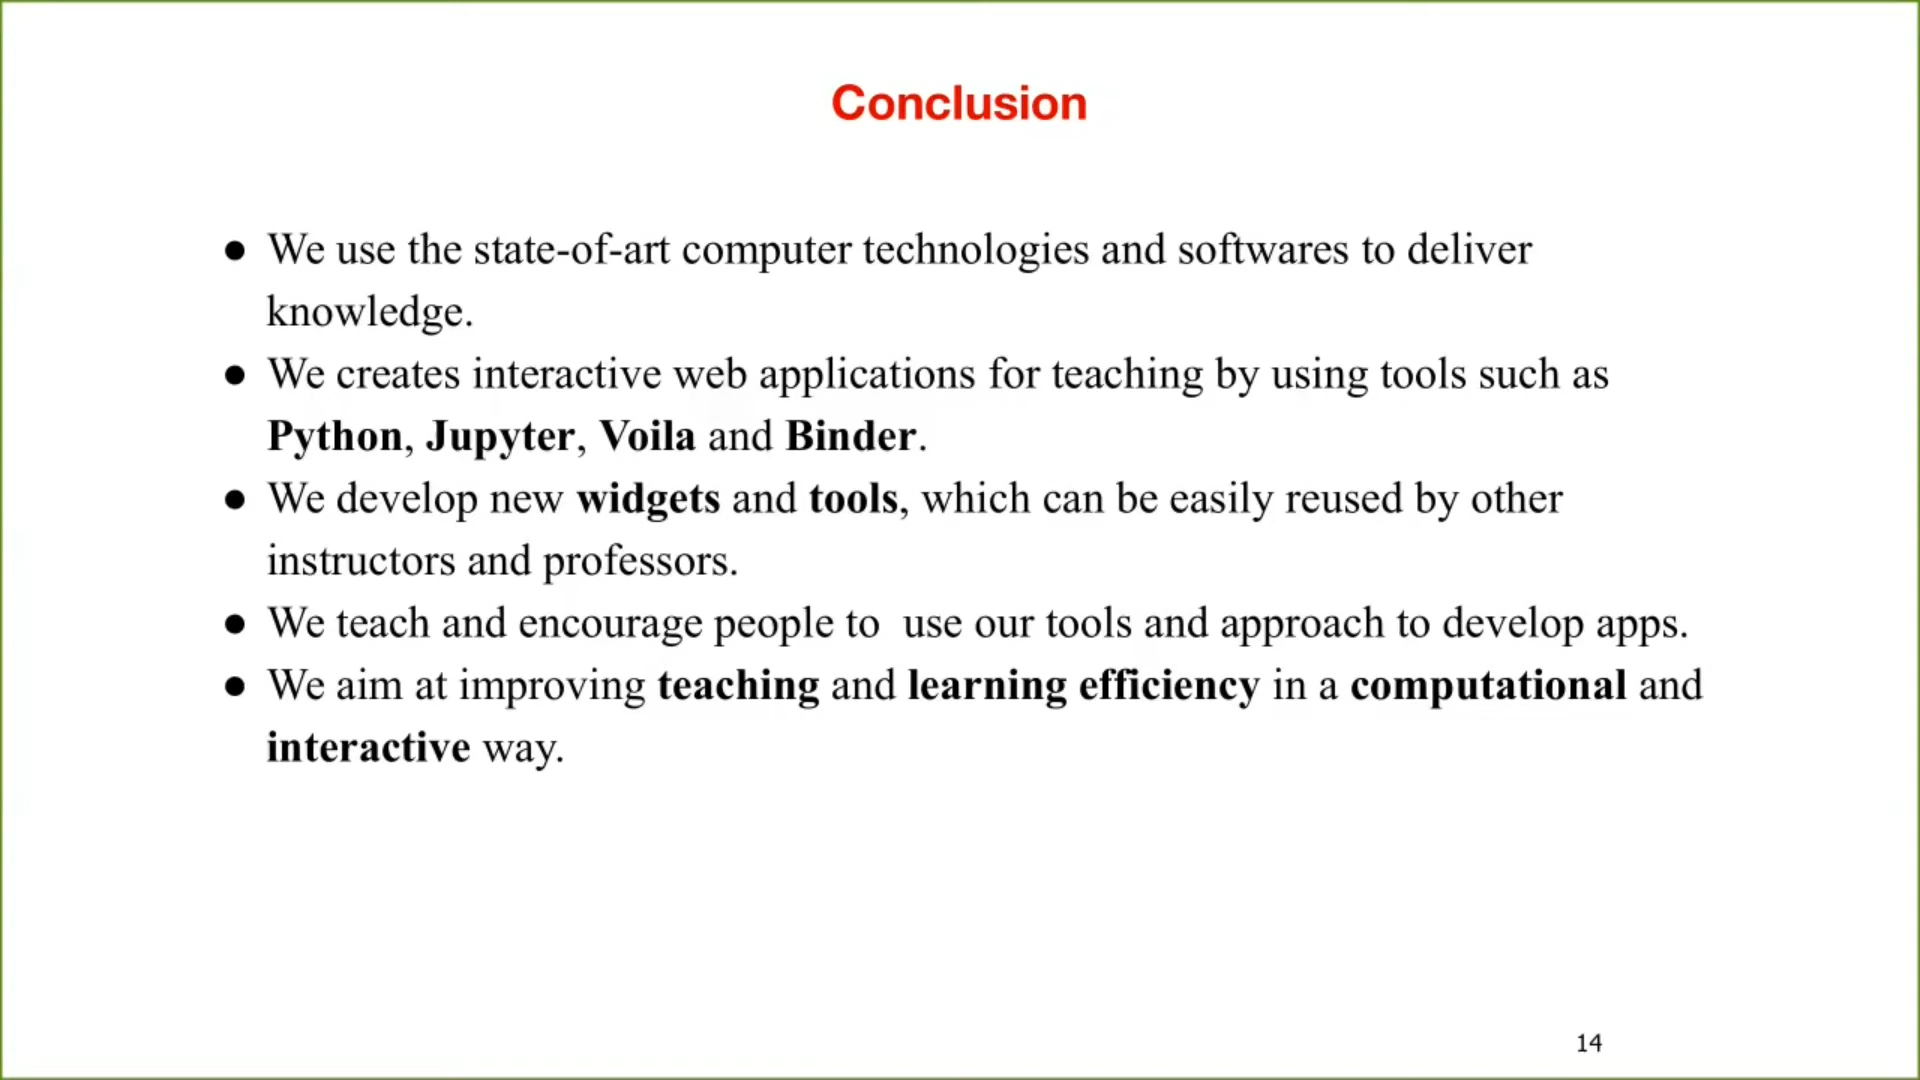 Conclusion
● We use the state-of-art computer technologies and softwares to deliver
knowledge.
● We creates interactive web applications for teaching by using tools such as
Python, Jupyter, Voila and Binder.
● We develop new widgets and tools, which can be easily reused by other
instructors and professors.
● We teach and encourage people to  use our tools and approach to develop apps.
● We aim at improving teaching and learning efficiency in a computational and
interactive way.
14